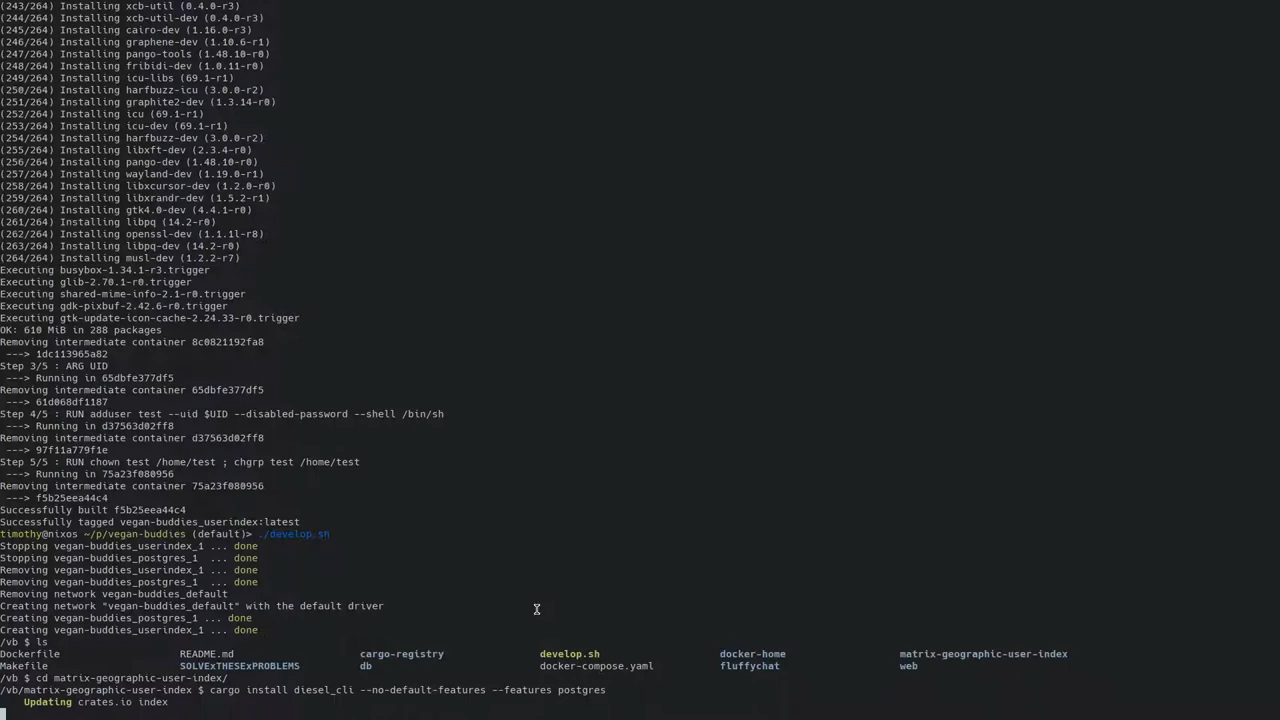 (243/264) Installing xcb-util (0.4.0-r3)
(244/264) Installing xcb-util-dev (0.4.0-r3)
(245/264) Installing cairo-dev (1.16.0-r3)
(246/264) Installing graphene-dev (1.10.6-r1)
(247/264) Installing pango-tools (1.48.10-r0)
(248/264) Installing fribidi-dev (1.0.11-r0)
(249/264) Installing icu-libs (69.1-r1)
(250/264) Installing harfbuzz-icu (3.0.0-r2)
(251/264) Installing graphite2-dev (1.3.14-r0)
(252/264) Installing icu (69.1-r1)
(253/264) Installing icu-dev (69.1-r1)
(254/264) Installing harfbuzz-dev (3.0.0-r2)
(255/264) Installing libxft-dev (2.3.4-r0)
(256/264) Installing pango-dev (1.48.10-r0)
(257/264) Installing wayland-dev (1.19.0-r1)
(258/264) Installing libxcursor-dev (1.2.0-r0)
(259/264) Installing libxrandr-dev (1.5.2-r1)
(260/264) Installing gtk4.0-dev (4.4.1-r0)
(261/264) Installing libpq (14.2-r0)
(262/264) Installing openssl-dev (1.1.1l-r8)
(263/264) Installing libpq-dev (14.2-r0)
(264/264) Installing musl-dev (1.2.2-r7)
Executing busybox-1.34.1-r3.trigger
Executing glib-2.70.1-r0.trigger
Executing shared-mime-info-2.1-r0.trigger
Executing gdk-pixbuf-2.42.6-r0.trigger
Executing gtk-update-icon-cache-2.24.33-r0.trigger
OK: 610 MiB in 288 packages
Removing intermediate container 8c0821192fa8
 ---> 1dc113965a82
Step 3/5 : ARG UID
 ---> Running in 65dbfe377df5
Removing intermediate container 65dbfe377df5
 ---> 61d068df1187
Step 4/5 : RUN adduser test --uid $UID --disabled-password --shell /bin/sh
 ---> Running in d37563d02ff8
Removing intermediate container d37563d02ff8
 ---> 97f11a779f1e
Step 5/5 : RUN chown test /home/test ; chgrp test /home/test
 ---> Running in 75a23f080956
Removing intermediate container 75a23f080956
 ---> f5b25eea44c4
Successfully built f5b25eea44c4
Successfully tagged vegan-buddies_userindex:latest
timothy@nixos ~/p/vegan-buddies (default)> ./develop.sh
Stopping vegan-buddies_userindex_1 ... done
Stopping vegan-buddies_postgres_1  ... done
Removing vegan-buddies_userindex_1 ... done
Removing vegan-buddies_postgres_1  ... done
Removing network vegan-buddies_default
Creating network "vegan-buddies_default" with the default driver
Creating vegan-buddies_postgres_1 ... done
Creating vegan-buddies_userindex_1 ... done
/vb $ ls
Dockerfile README.md cargo-registry develop.sh docker-home matrix-geographic-user-index
Makefile SOLVExTHESExPROBLEMS db docker-compose.yaml fluffychat web
/vb $ cd matrix-geographic-user-index/
/vb/matrix-geographic-user-index $ cargo install diesel_cli --no-default-features --features postgres
    Updating crates.io index